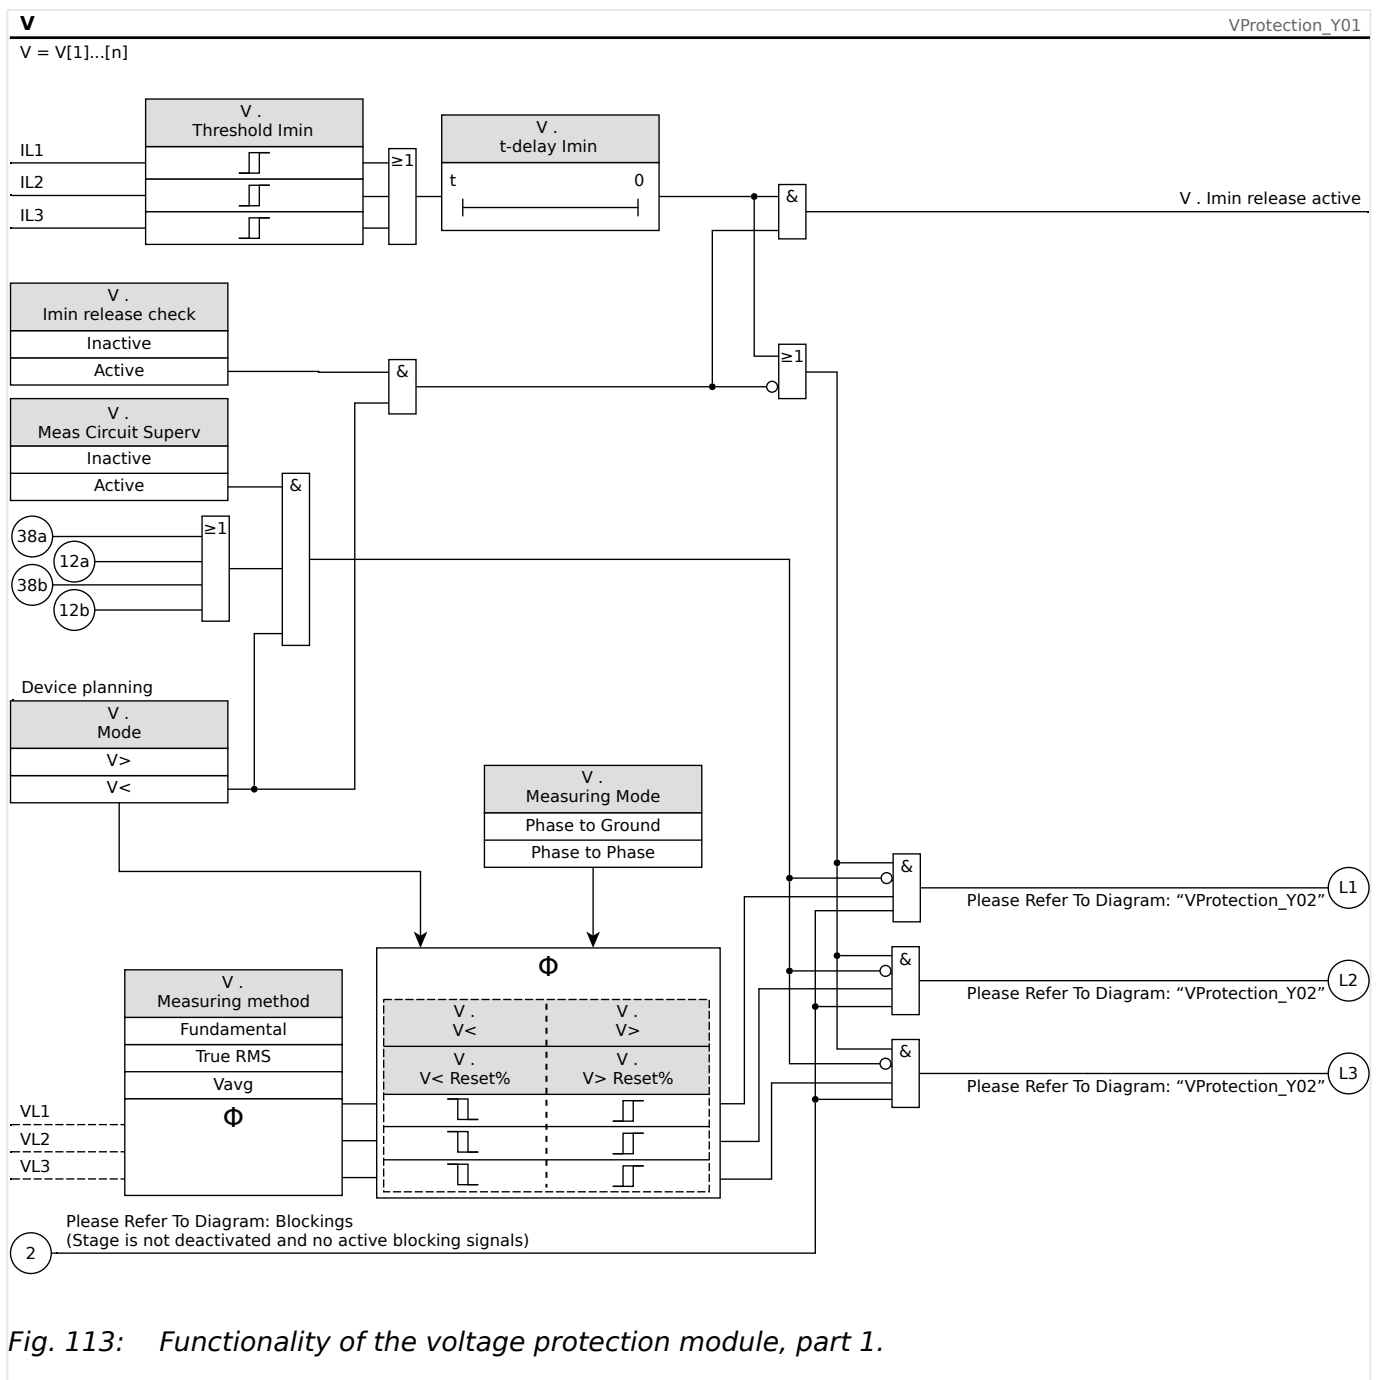 V
VProtection_Y01
V = V[1]...[n]
V .
Threshold Imin
IL1
IL2
IL3
≥1
V .
t-delay Imin
t 0
&
V . Imin release active
V .
Imin release check
Inactive
Active
&
≥1
V .
Meas Circuit Superv
Inactive
Active
&
38a
12a
38b
12b
≥1
Device planning
V .
Mode
V>
V<
V .
Measuring Mode
Phase to Ground
Phase to Phase
&
L1
Please Refer To Diagram: “VProtection_Y02”
&
L2
Please Refer To Diagram: “VProtection_Y02”
&
L3
Please Refer To Diagram: “VProtection_Y02”
V .
Measuring method
Fundamental
True RMS
Vavg
Φ
VL1
VL2
VL3
Φ
V .
V<
V .
V>
V .
V< Reset%
V .
V> Reset%
Please Refer To Diagram: Blockings
(Stage is not deactivated and no active blocking signals)
2
Fig. 113: Functionality of the voltage protection module, part 1.